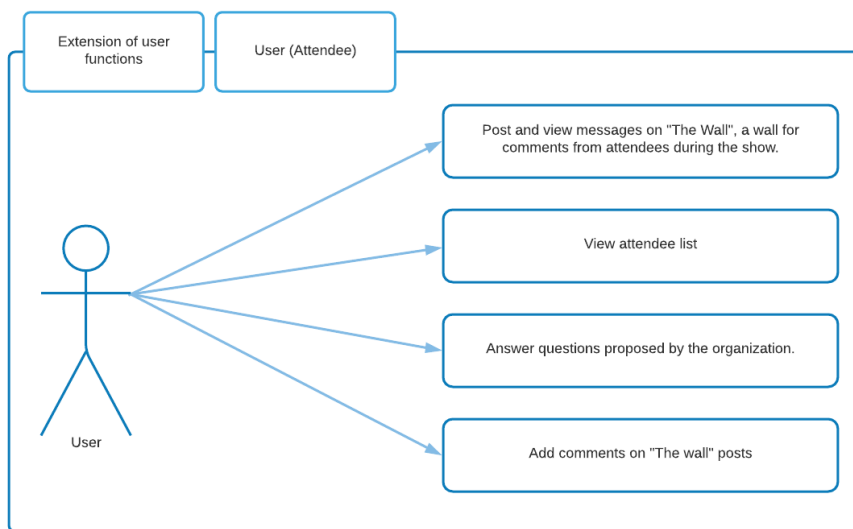 Extension of user
functions
User (Attendee)
Post and view messages on "The Wall", a wall for
comments from attendees during the show.
View attendee list
Answer questions proposed by the organization.
Add comments on "The wall" posts
User